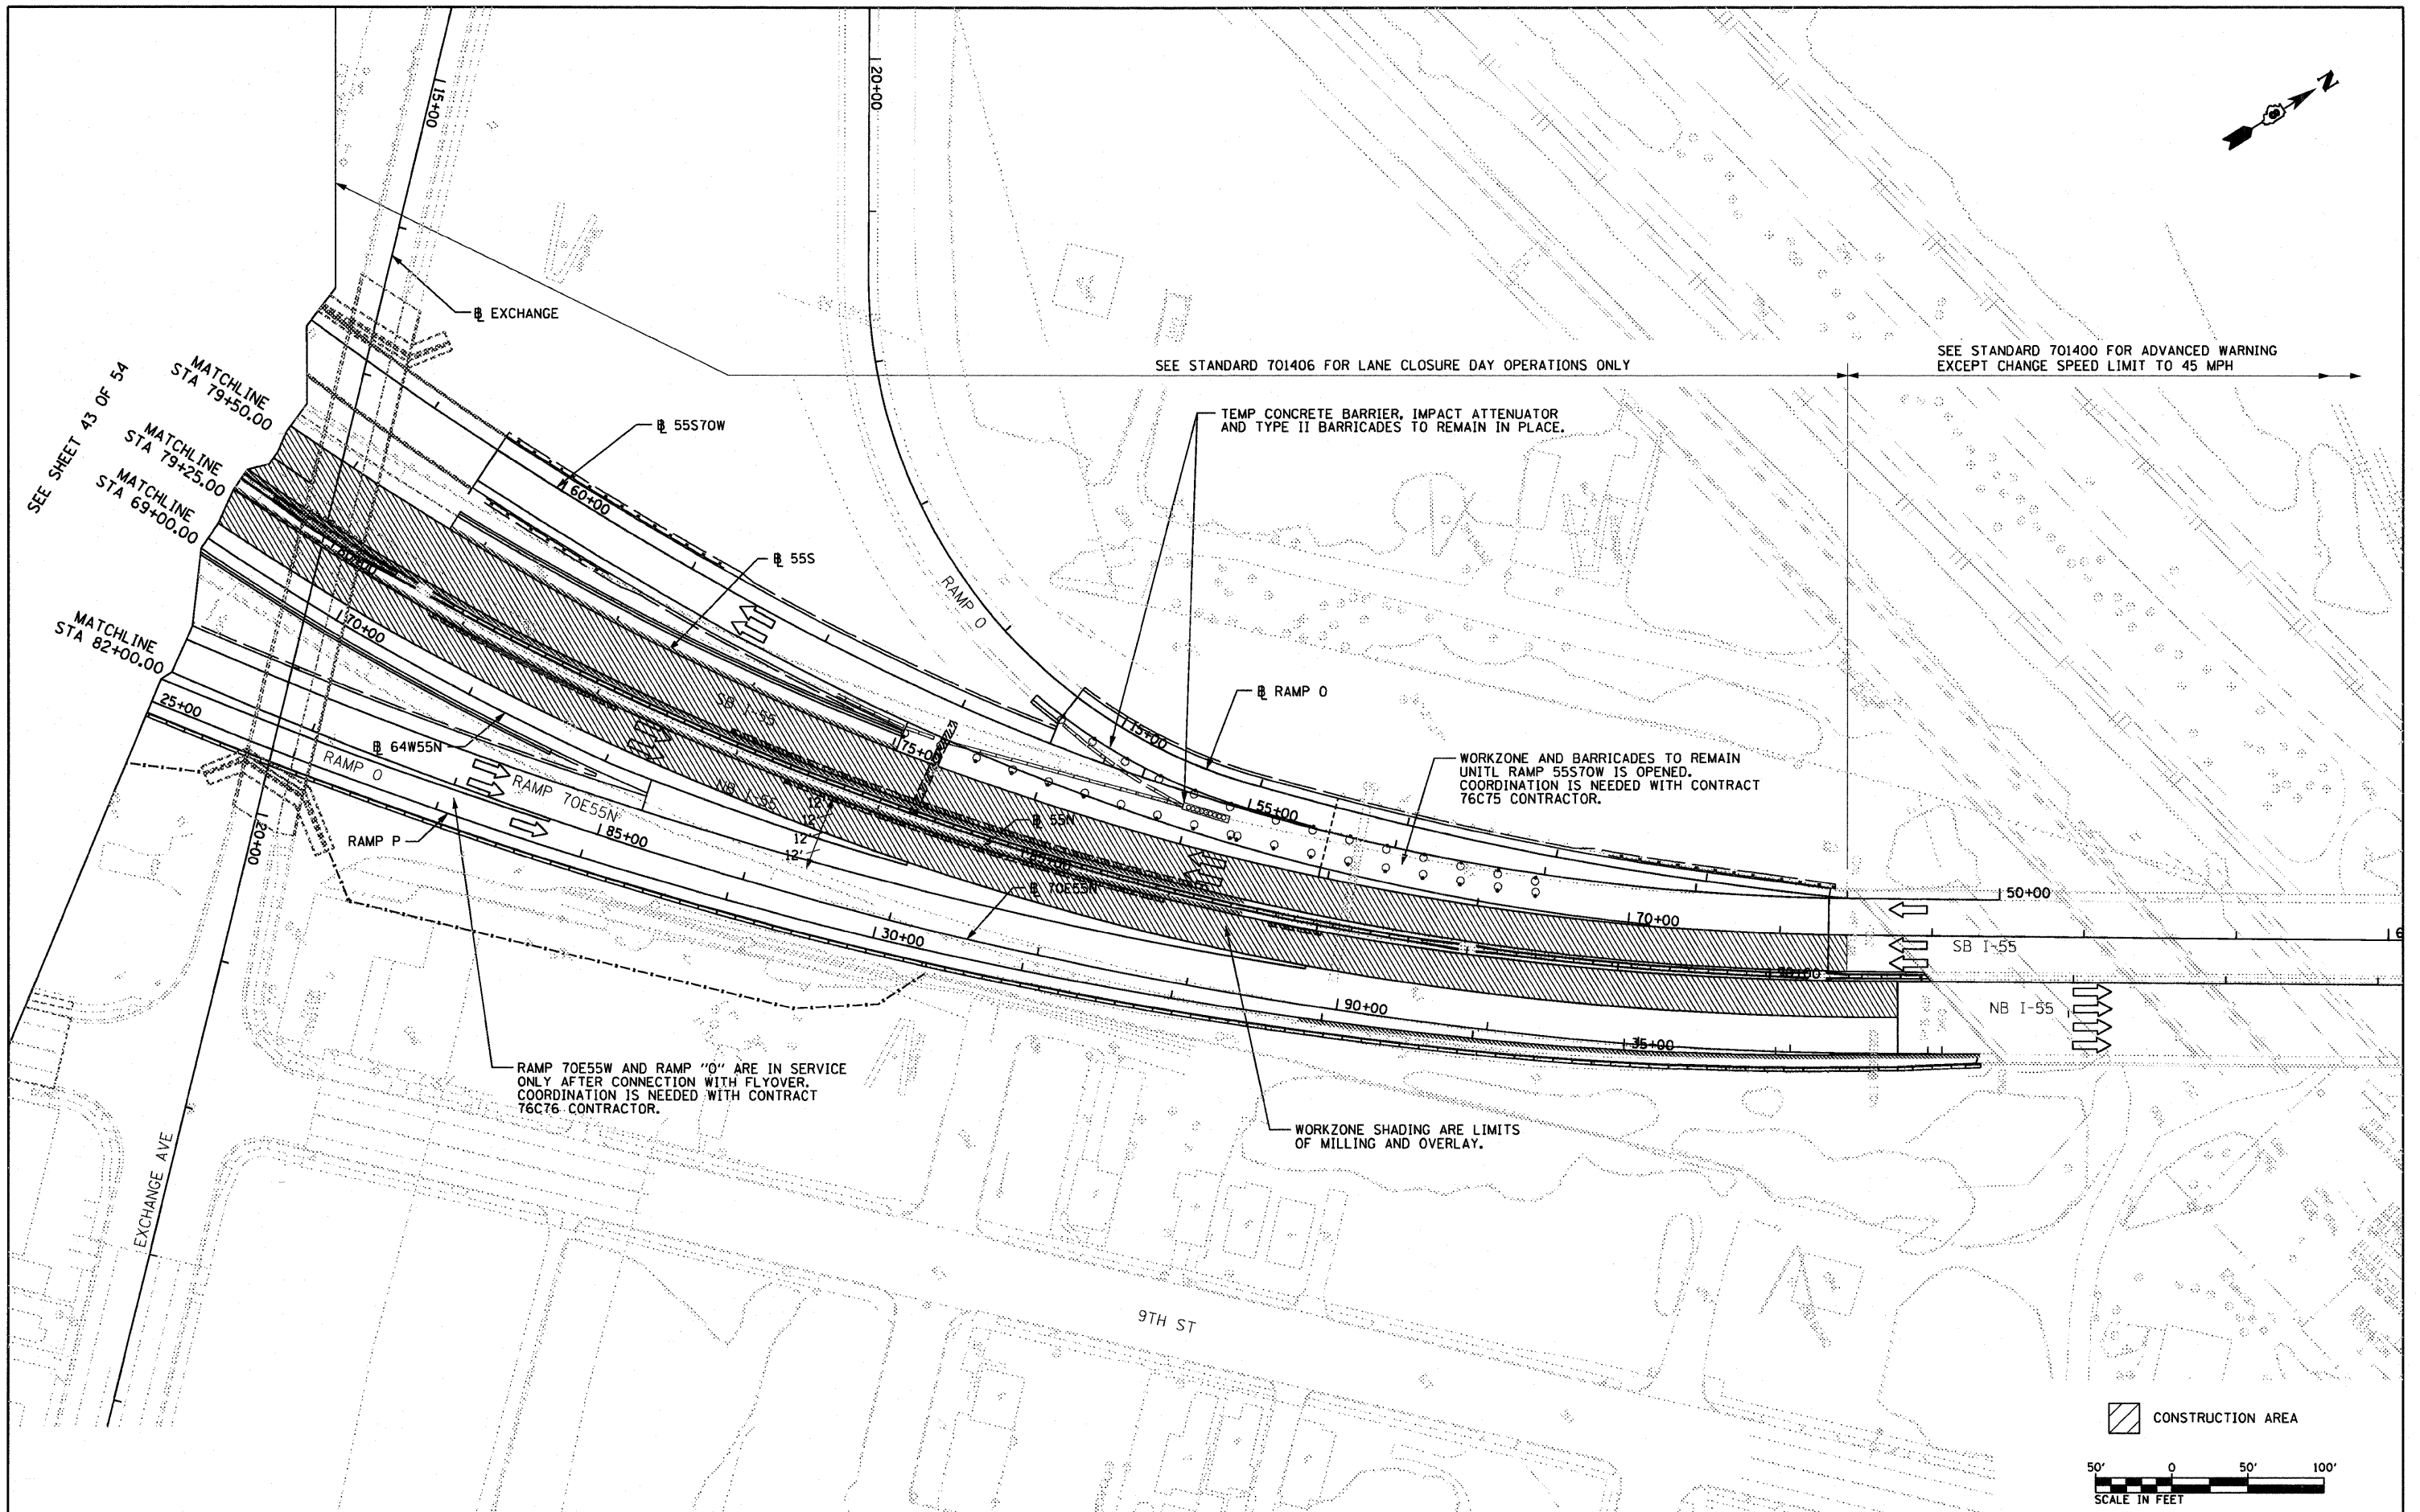 15+00
20+00
N
℄ EXCHANGE
SEE STANDARD 701406 FOR LANE CLOSURE DAY OPERATIONS ONLY
SEE STANDARD 701400 FOR ADVANCED WARNING
EXCEPT CHANGE SPEED LIMIT TO 45 MPH
SEE SHEET 43 OF 54
MATCHLINE
STA 79+50.00
MATCHLINE
STA 79+25.00
MATCHLINE
STA 69+00.00
MATCHLINE
STA 82+00.00
℄ 55S70W
60+00
TEMP CONCRETE BARRIER, IMPACT ATTENUATOR
AND TYPE II BARRICADES TO REMAIN IN PLACE.
℄ 55S
RAMP O
70+00
SB I-55
℄ RAMP O
15+00
75+00
25+00
℄ 64W55N
RAMP O
RAMP 70E55N
NB I-55
12'
12'
12'
12'
WORKZONE AND BARRICADES TO REMAIN
UNITL RAMP 55S70W IS OPENED.
COORDINATION IS NEEDED WITH CONTRACT
76C75 CONTRACTOR.
55+00
℄ 55N
RAMP P
20+00
85+00
℄ 70E55N
50+00
70+00
30+00
SB I-55
90+00
NB I-55
35+00
RAMP 70E55W AND RAMP "O" ARE IN SERVICE
ONLY AFTER CONNECTION WITH FLYOVER.
COORDINATION IS NEEDED WITH CONTRACT
76C76 CONTRACTOR.
WORKZONE SHADING ARE LIMITS
OF MILLING AND OVERLAY.
EXCHANGE AVE
9TH ST
CONSTRUCTION AREA
50' 0 50' 100'
SCALE IN FEET